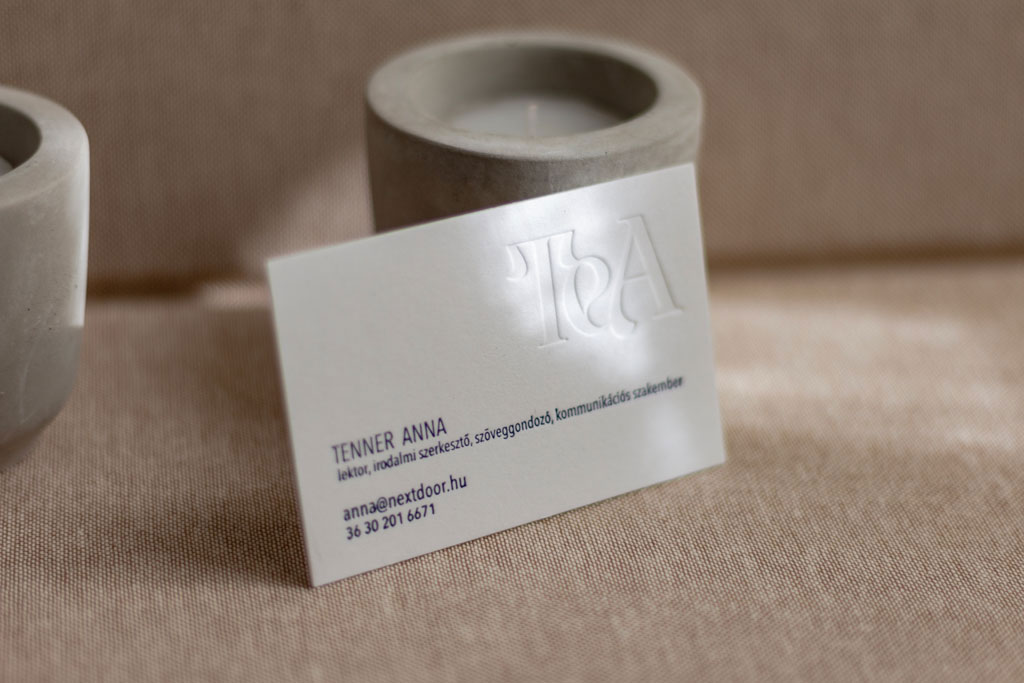 T&A
TENNER ANNA
lektor, irodalmi szerkesztő, szöveggondozó, kommunikációs szakember
anna@nextdoor.hu
36 30 201 6671